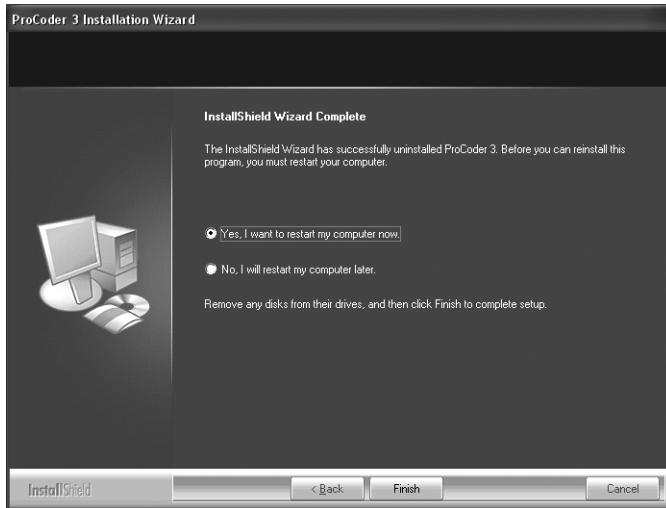 ProCoder 3 Installation Wizard
InstallShield Wizard Complete
The InstallShield Wizard has successfully uninstalled ProCoder 3. Before you can reinstall this
program, you must restart your computer.
Yes, I want to restart my computer now.
No, I will restart my computer later.
Remove any disks from their drives, and then click Finish to complete setup.
InstallShield
< Back
Finish
Cancel